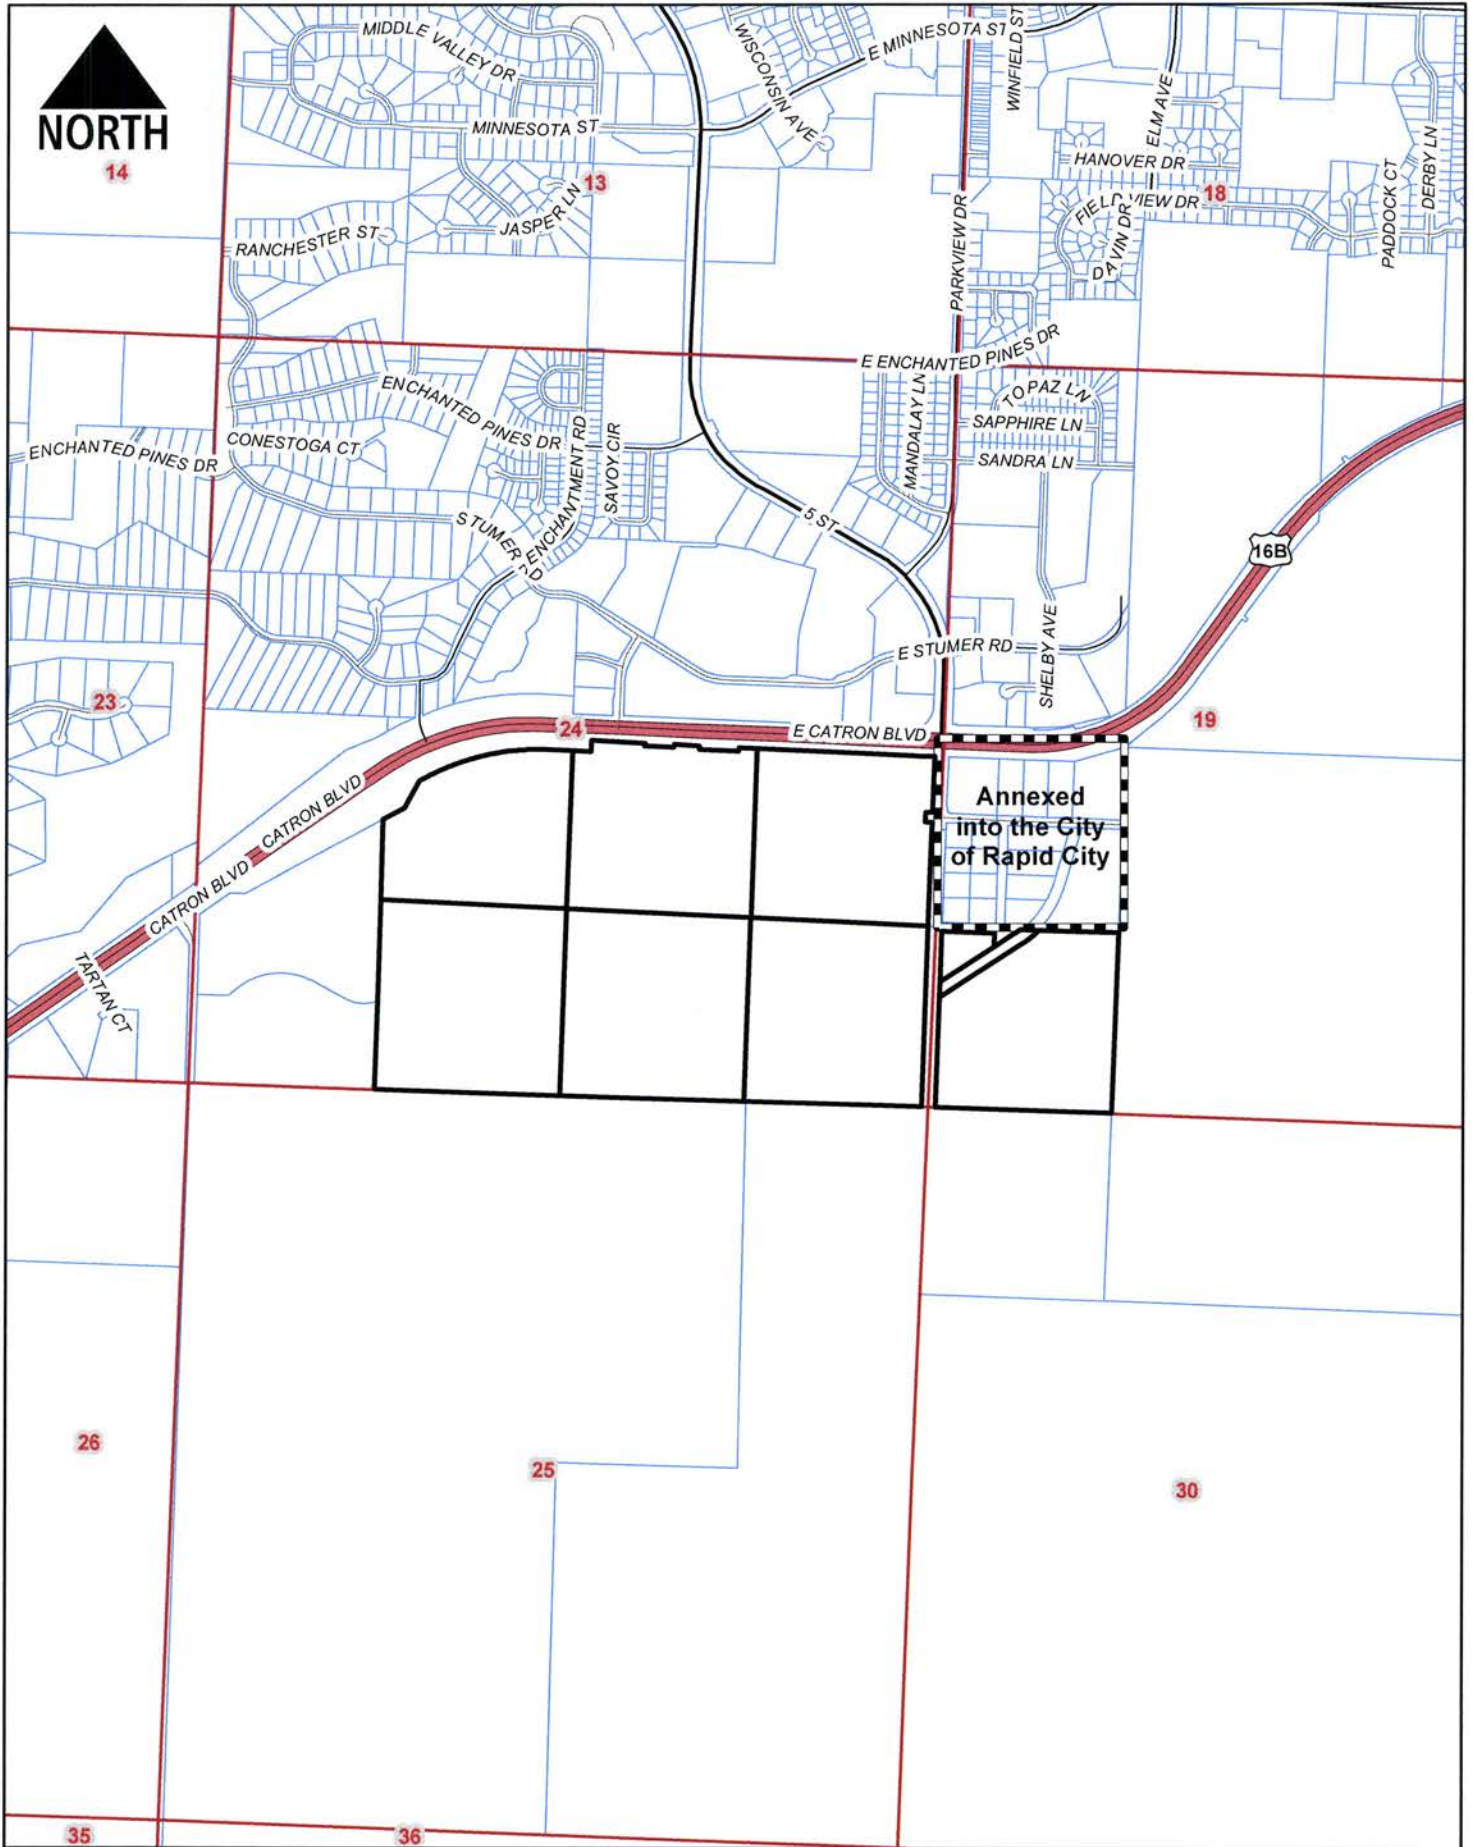 MIDDLE VALLEY DR
WISCONSIN AVE
E MINNESOTA ST
WINFIELD ST
ELM AVE
NORTH
MINNESOTA ST
14
13
HANOVER DR
18
DERBY LN
PADDOCK CT
JASPER LN
FIELD VIEW DR
RANCHESTER ST
PARKVIEW DR
DAVIN DR
E ENCHANTED PINES DR
ENCHANTED PINES DR
MANDALAY LN
TOPAZ LN
SAPPHIRE LN
CONESTOGA CT
ENCHANTED PINES DR
ENCHANTMENT RD
SAVOY CIR
SANDRA LN
S TUMER RD
5 ST
16B
E STUMER RD
SHELBY AVE
23
24
E CATRON BLVD
19
CATRON BLVD
Annexed
into the City
of Rapid City
CATRON BLVD
TARTAN CT
26
25
30
35
36